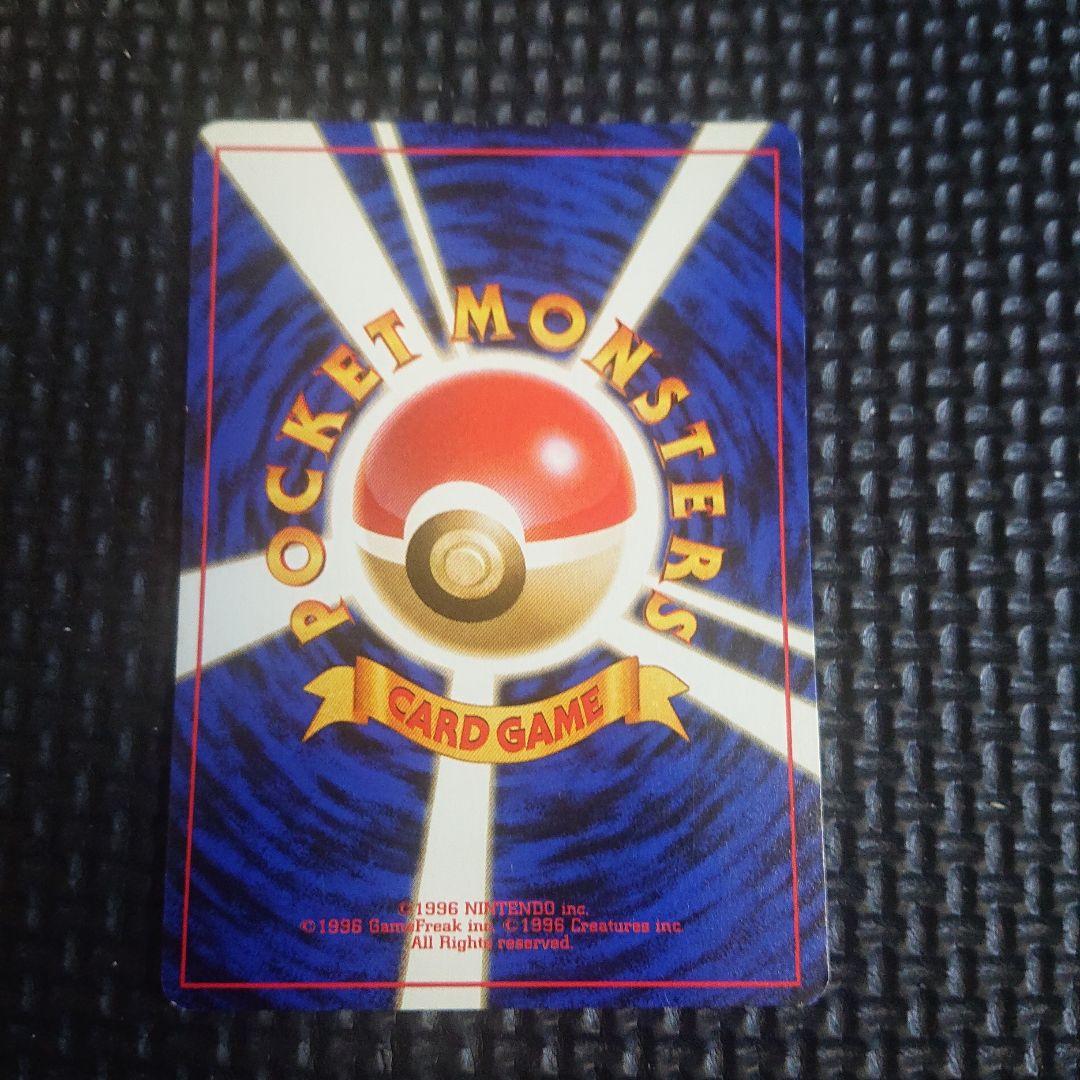 POCKET MONSTERS
CARD GAME
©1996 NINTENDO inc.
©1996 GameFreak inc. ©1996 Creatures inc.
All Rights reserved.